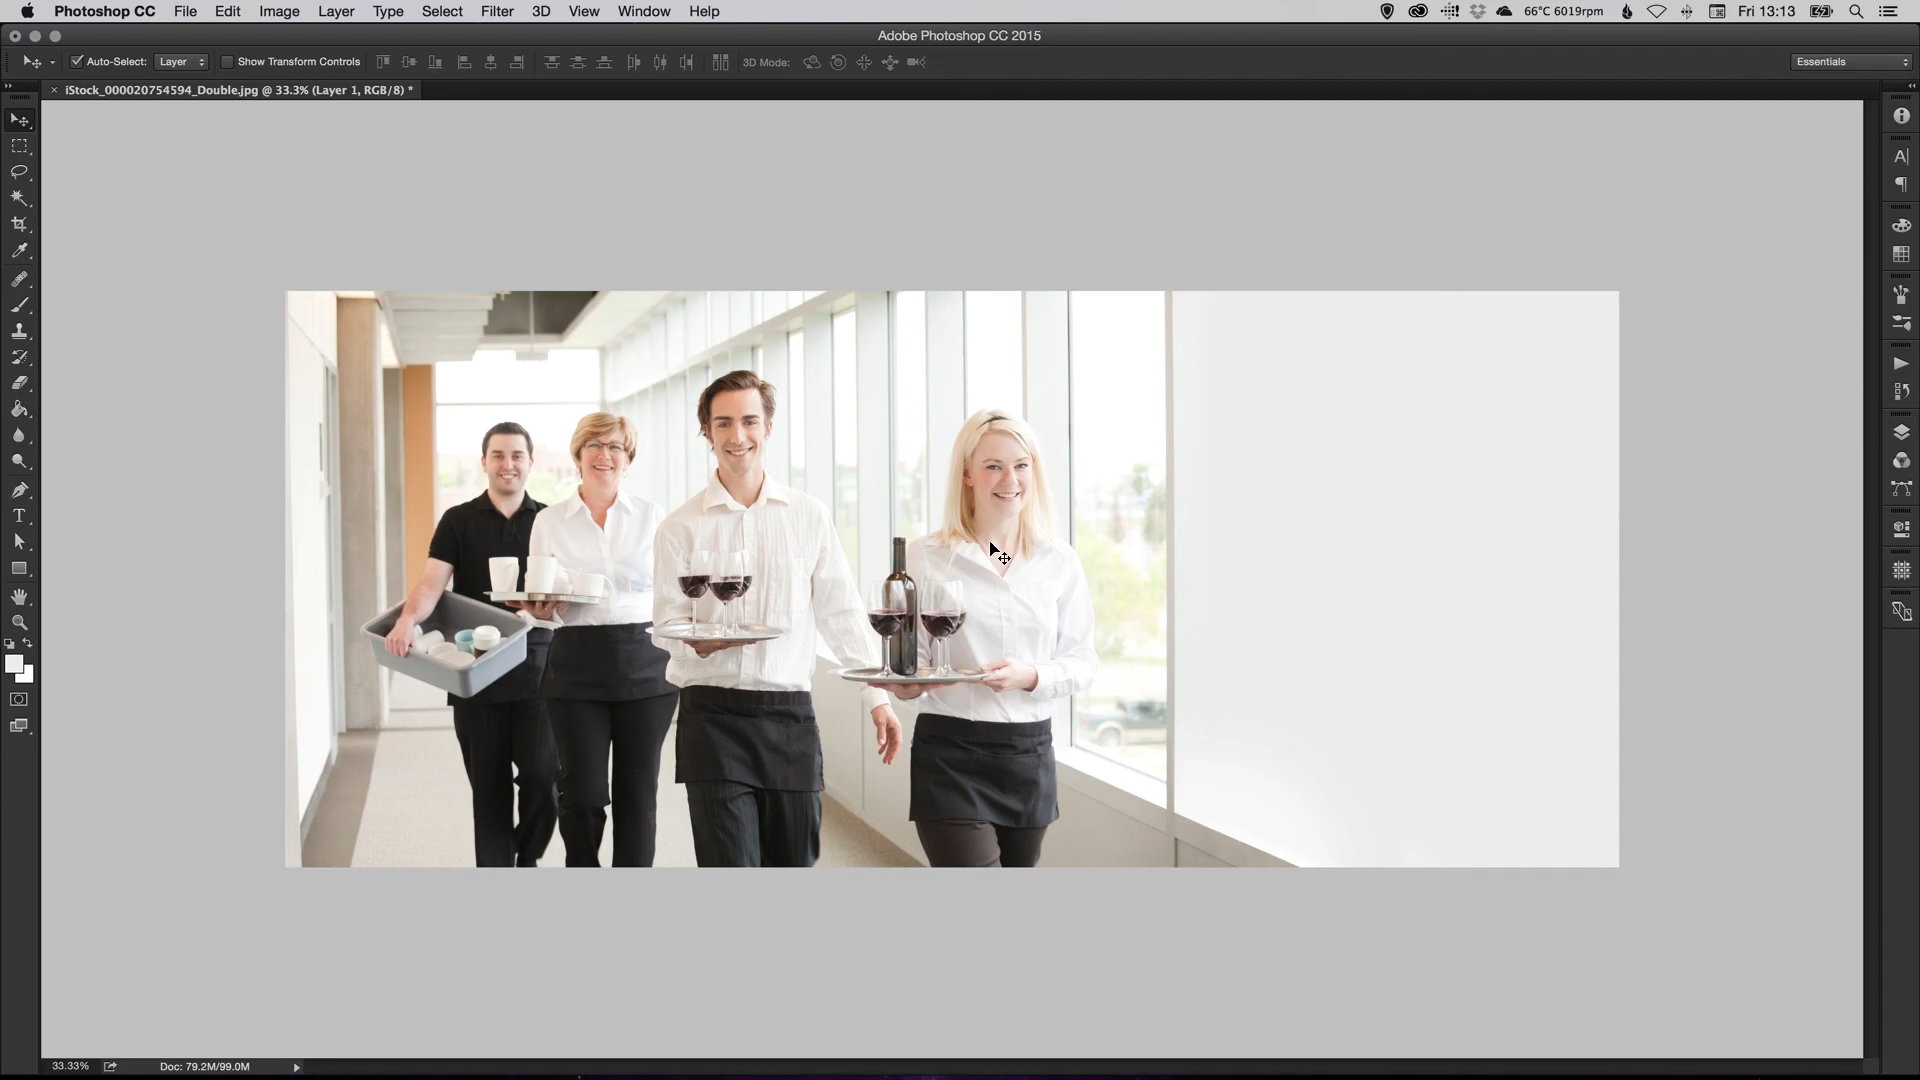 Photoshop CC File Edit Image Layer Type Select Filter 3D View Window Help 66°C 6019rpm Fri 13:13
Adobe Photoshop CC 2015
Auto-Select: Layer Show Transform Controls 3D Mode: Essentials
× iStock_000020754594_Double.jpg @ 33.3% (Layer 1, RGB/8) *
33.33% Doc: 79.2M/99.0M